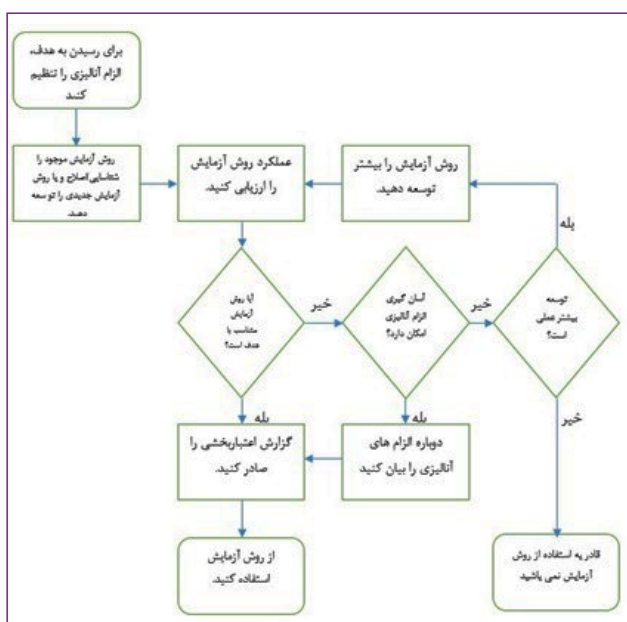 برای رسیدن به هدف،
الزام آنالیزی را تنظیم
کنید
روش آزمایش موجود را
شناسایی/اصلاح و یا روش
آزمایش جدیدی را توسعه
دهید.
عملکرد روش آزمایش
را ارزیابی کنید.
روش آزمایش را بیشتر
توسعه دهید.
بله
آیا روش
آزمایش
متناسب با
هدف است؟
خیر
آسان گیری
الزام آنالیزی
امکان دارد؟
خیر
توسعه
بیشتر عملی
است؟
بله
بله
خیر
گزارش اعتباربخشی را
صادر کنید.
دوباره الزام های
آنالیزی را بیان کنید
از روش آزمایش
استفاده کنید.
قادر به استفاده از روش
آزمایش نمی باشید